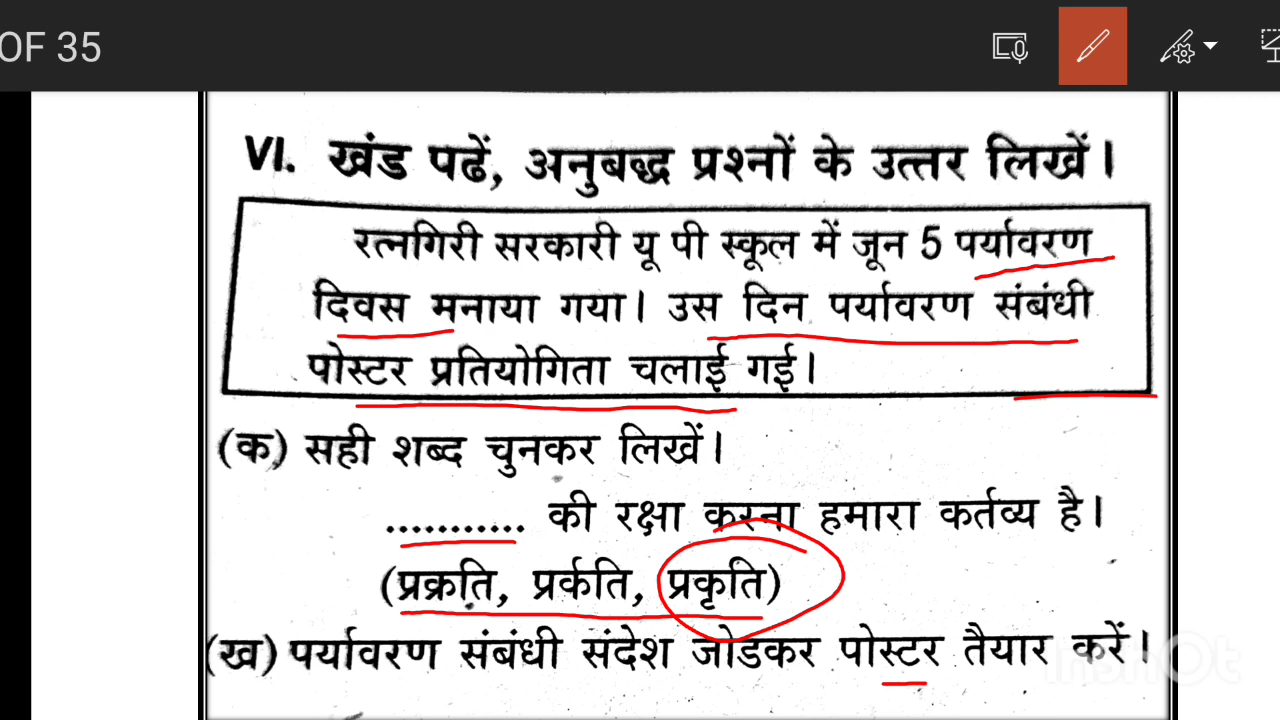 OF 35
VI. खंड पढें, अनुबद्ध प्रश्नों के उत्तर लिखें।
रत्नगिरी सरकारी यू पी स्कूल में जून 5 पर्यावरण
दिवस मनाया गया। उस दिन पर्यावरण संबंधी
पोस्टर प्रतियोगिता चलाई गई।
(क) सही शब्द चुनकर लिखें।
............ की रक्षा करना हमारा कर्तव्य है।
(प्रक्रति, प्रर्कति, प्रकृति)
(ख) पर्यावरण संबंधी संदेश जोडकर पोस्टर तैयार करें।
InShOt